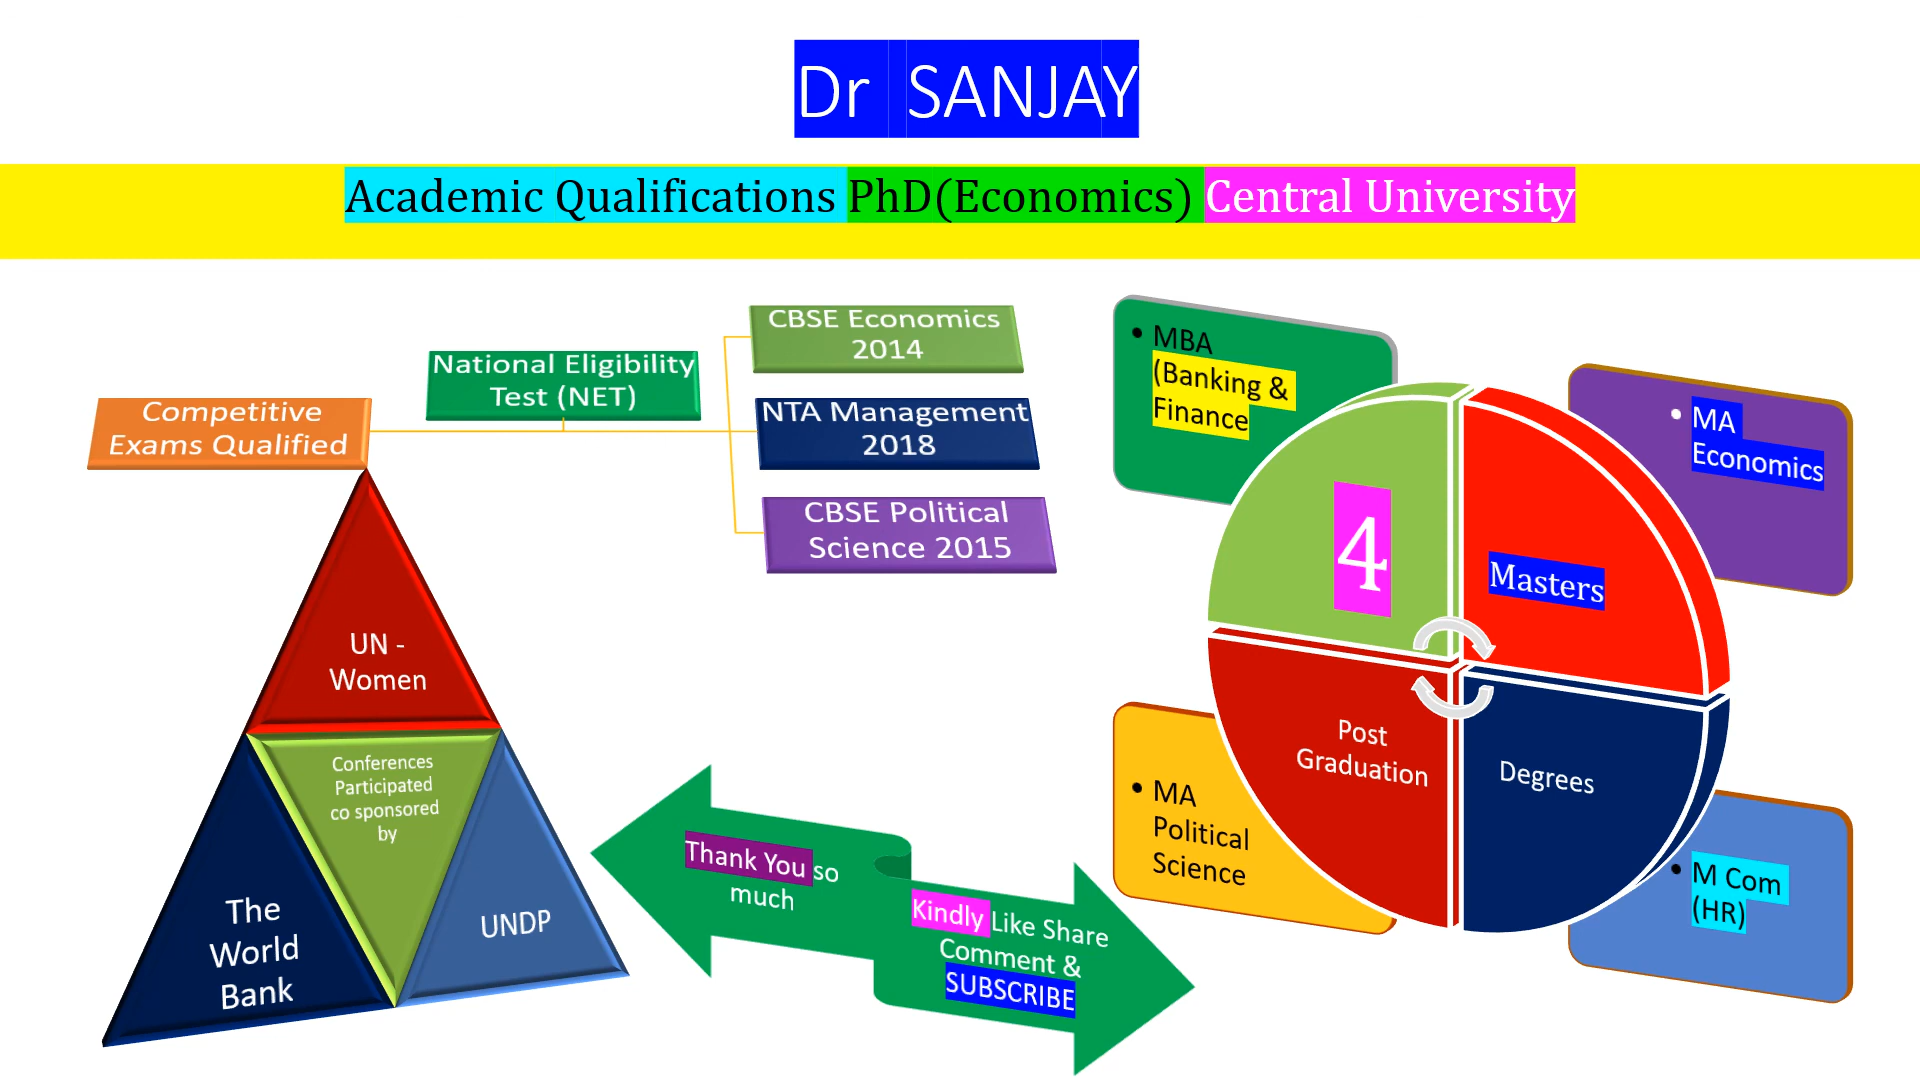 Dr SANJAY
Academic Qualifications PhD(Economics) Central University
Competitive
Exams Qualified
National Eligibility
Test (NET)
CBSE Economics
2014
NTA Management
2018
CBSE Political
Science 2015
UN -
Women
Conferences
Participated
co sponsored
by
The
World
Bank
UNDP
Thank You so
much
Kindly Like Share
Comment &
SUBSCRIBE
• MBA
(Banking &
Finance
• MA
Economics
4
Masters
Post
Graduation
Degrees
• MA
Political
Science
• M Com
(HR)